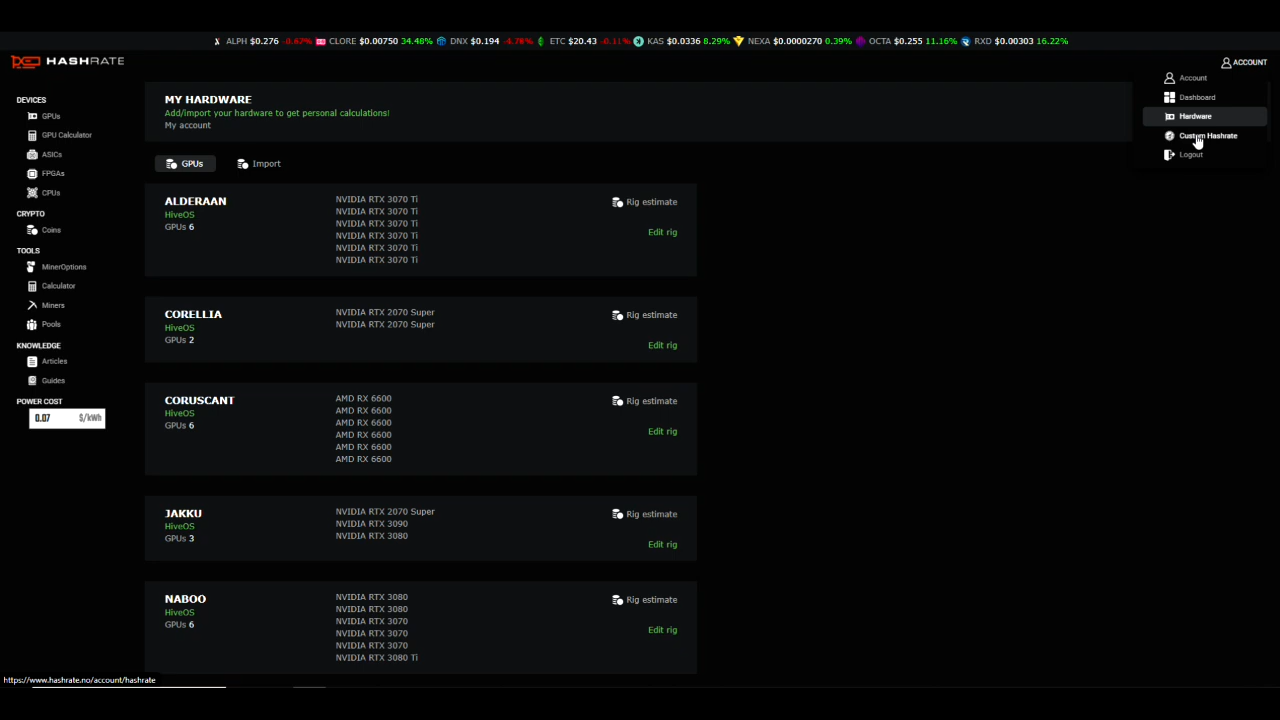 ALPH $0.276 -0.62% CLORE $0.00750 34.48% DNX $0.194 -4.78% ETC $20.43 -0.11% KAS $0.0336 8.29% NEXA $0.0000270 0.39% OCTA $0.255 11.16% RXD $0.00303 16.22%
HASHRATE
ACCOUNT
Account
Dashboard
Hardware
Custom Hashrate
Logout
DEVICES
GPUs
GPU Calculator
ASICs
FPGAs
CPUs
CRYPTO
Coins
TOOLS
MinerOptions
Calculator
Miners
Pools
KNOWLEDGE
Articles
Guides
POWER COST
0.07 $/kWh
MY HARDWARE
Add/import your hardware to get personal calculations!
My account
GPUs Import
ALDERAAN
HiveOS
GPUs 6
NVIDIA RTX 3070 Ti
NVIDIA RTX 3070 Ti
NVIDIA RTX 3070 Ti
NVIDIA RTX 3070 Ti
NVIDIA RTX 3070 Ti
NVIDIA RTX 3070 Ti
Rig estimate
Edit rig
CORELLIA
HiveOS
GPUs 2
NVIDIA RTX 2070 Super
NVIDIA RTX 2070 Super
Rig estimate
Edit rig
CORUSCANT
HiveOS
GPUs 6
AMD RX 6600
AMD RX 6600
AMD RX 6600
AMD RX 6600
AMD RX 6600
AMD RX 6600
Rig estimate
Edit rig
JAKKU
HiveOS
GPUs 3
NVIDIA RTX 2070 Super
NVIDIA RTX 3090
NVIDIA RTX 3080
Rig estimate
Edit rig
NABOO
HiveOS
GPUs 6
NVIDIA RTX 3080
NVIDIA RTX 3080
NVIDIA RTX 3070
NVIDIA RTX 3070
NVIDIA RTX 3070
NVIDIA RTX 3080 Ti
Rig estimate
Edit rig
https://www.hashrate.no/account/hashrate